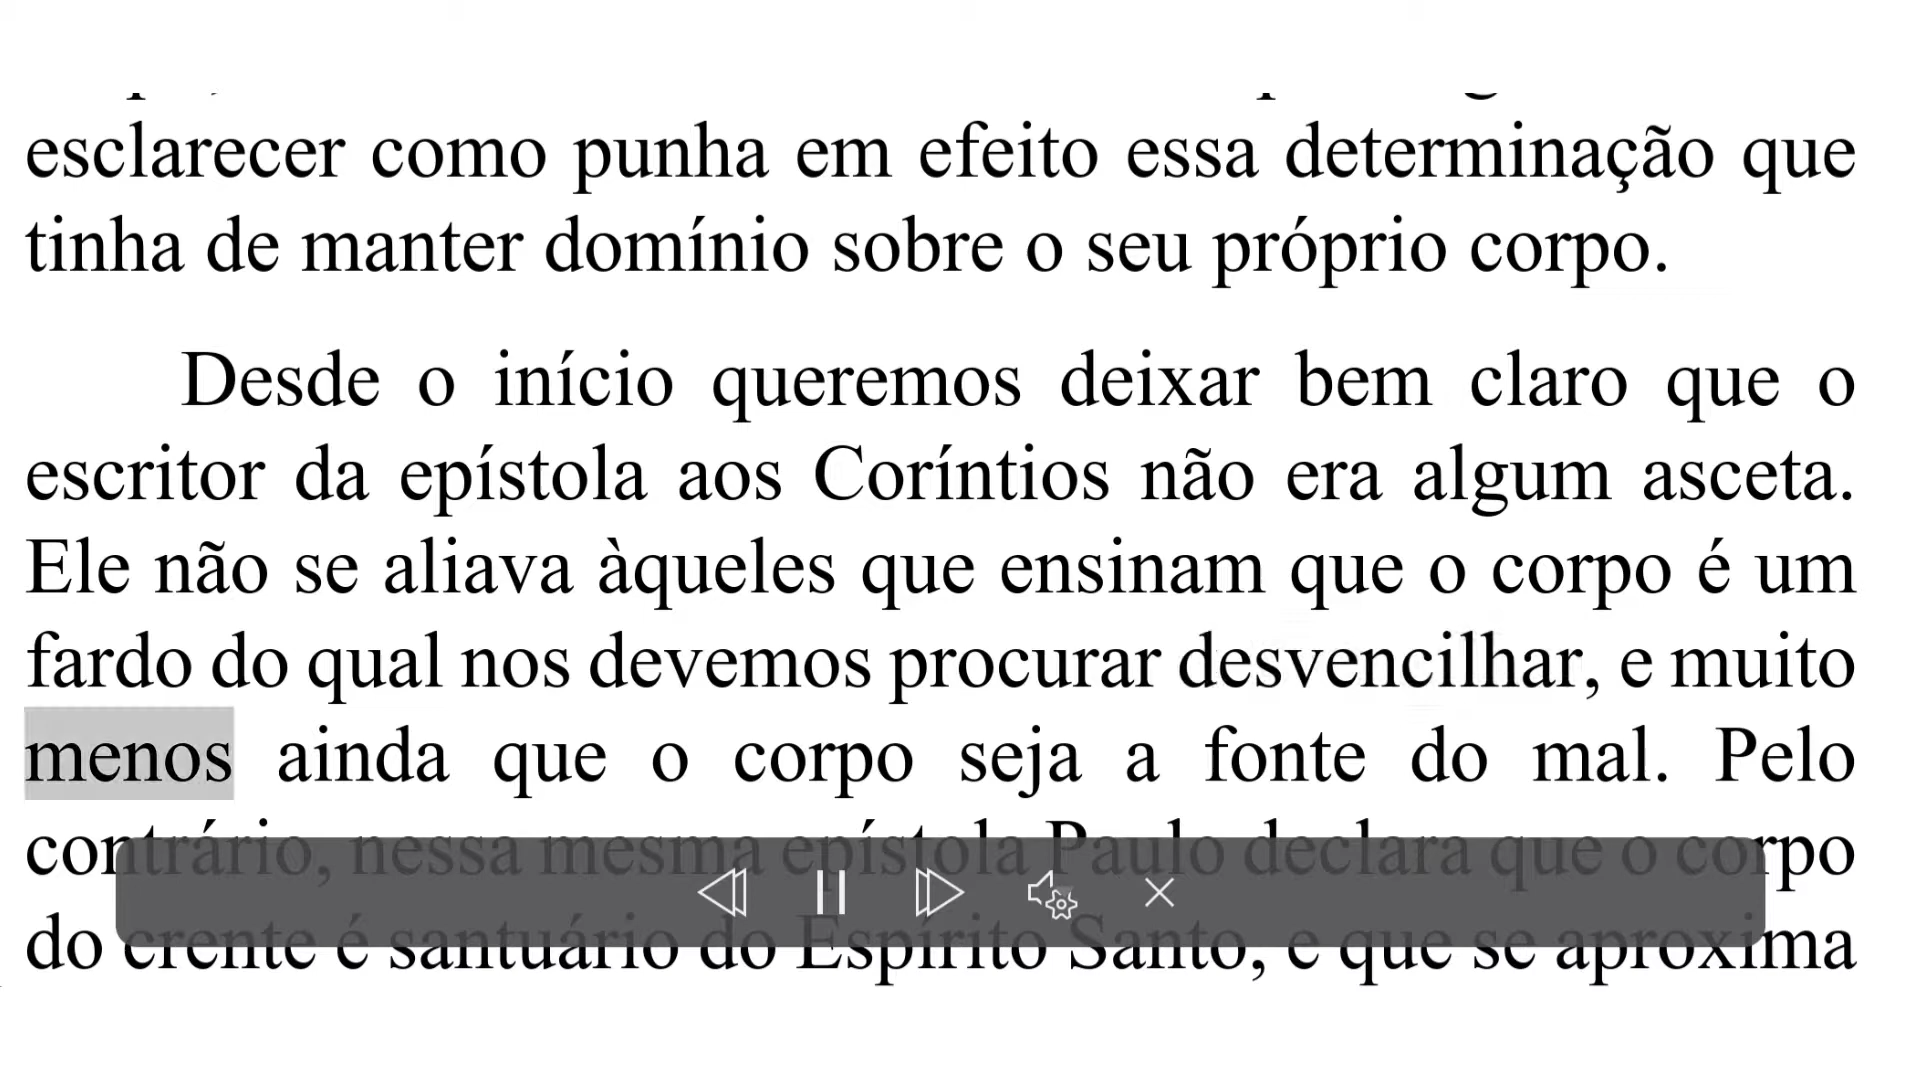 esclarecer como punha em efeito essa determinação que
tinha de manter domínio sobre o seu próprio corpo.
Desde o início queremos deixar bem claro que o
escritor da epístola aos Coríntios não era algum asceta.
Ele não se aliava àqueles que ensinam que o corpo é um
fardo do qual nos devemos procurar desvencilhar, e muito
menos ainda que o corpo seja a fonte do mal. Pelo
contrário, nessa mesma epístola Paulo declara que o corpo
do crente é santuário do Espírito Santo, e que se aproxima